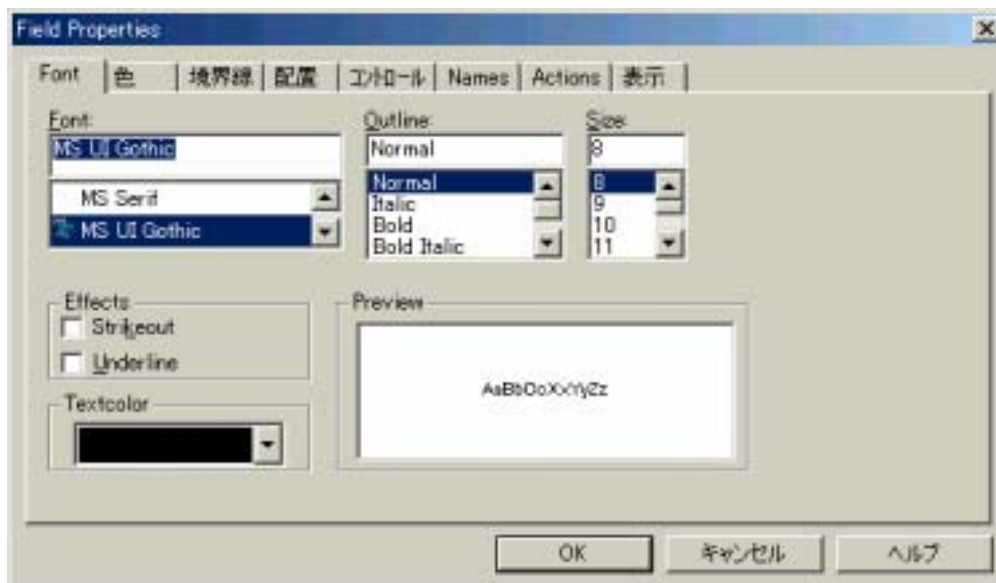 Field Properties
Font 色 境界線 配置 コントロール Names Actions 表示
Font: Outline: Size:
MS UI Gothic Normal 8
MS Serif Normal 8
MS UI Gothic Italic 9
Bold 10
Bold Italic 11
Effects Preview
Strikeout
Underline
AaBbOoXxYyZz
Textcolor
OK キャンセル ヘルプ